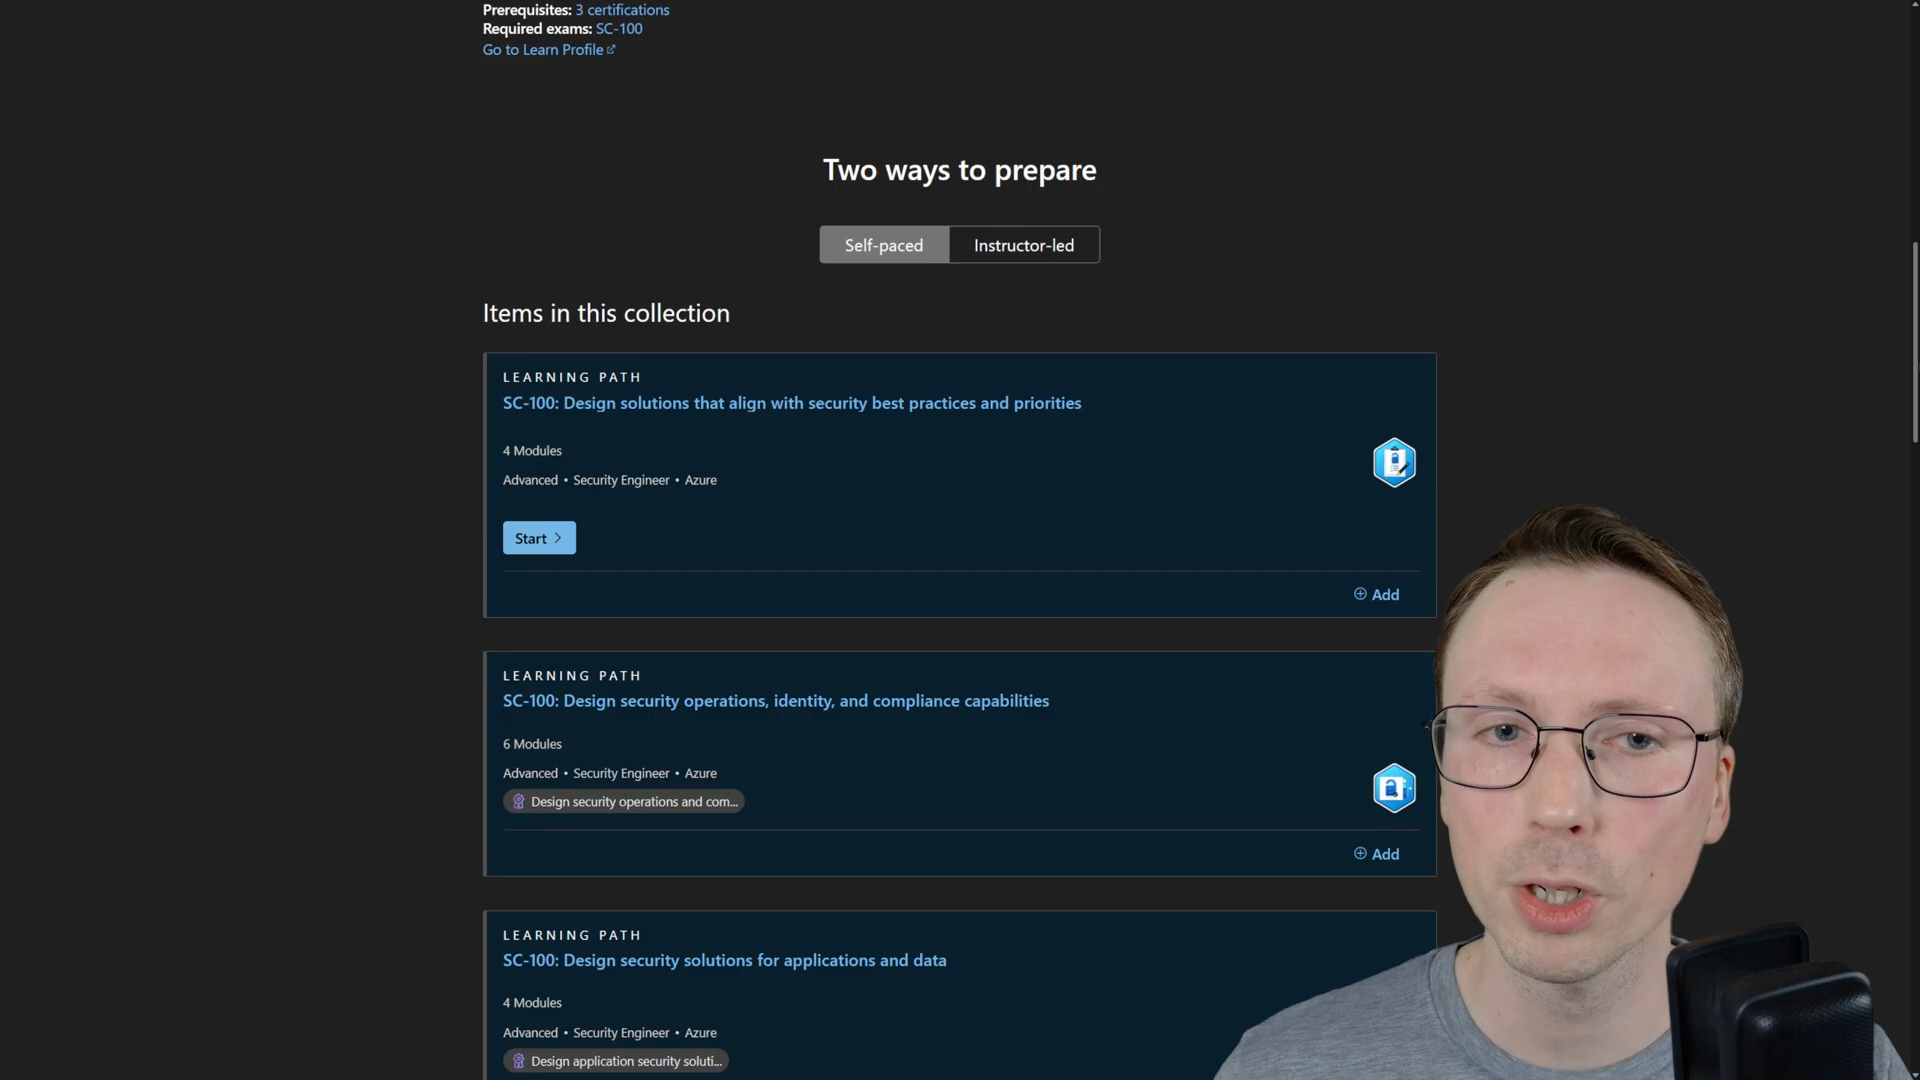 Prerequisites: 3 certifications
Required exams: SC-100
Go to Learn Profile
Two ways to prepare
Self-paced
Instructor-led
Items in this collection
LEARNING PATH
SC-100: Design solutions that align with security best practices and priorities
4 Modules
Advanced • Security Engineer • Azure
Start
Add
LEARNING PATH
SC-100: Design security operations, identity, and compliance capabilities
6 Modules
Advanced • Security Engineer • Azure
Design security operations and com...
Add
LEARNING PATH
SC-100: Design security solutions for applications and data
4 Modules
Advanced • Security Engineer • Azure
Design application security soluti...